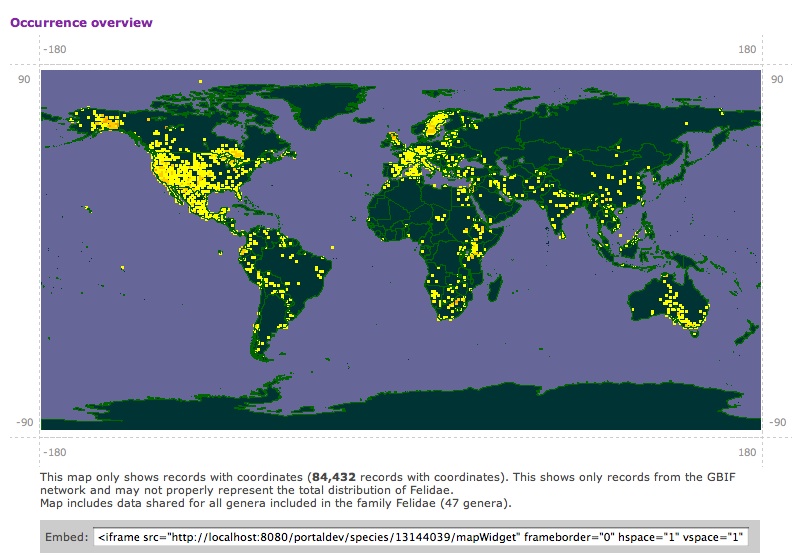 Occurrence overview
-180 180
90 90
-90 -90
-180 180
This map only shows records with coordinates (84,432 records with coordinates). This shows only records from the GBIF
network and may not properly represent the total distribution of Felidae.
Map includes data shared for all genera included in the family Felidae (47 genera).
Embed: <iframe src="http://localhost:8080/portaldev/species/13144039/mapWidget" frameborder="0" hspace="1" vspace="1"